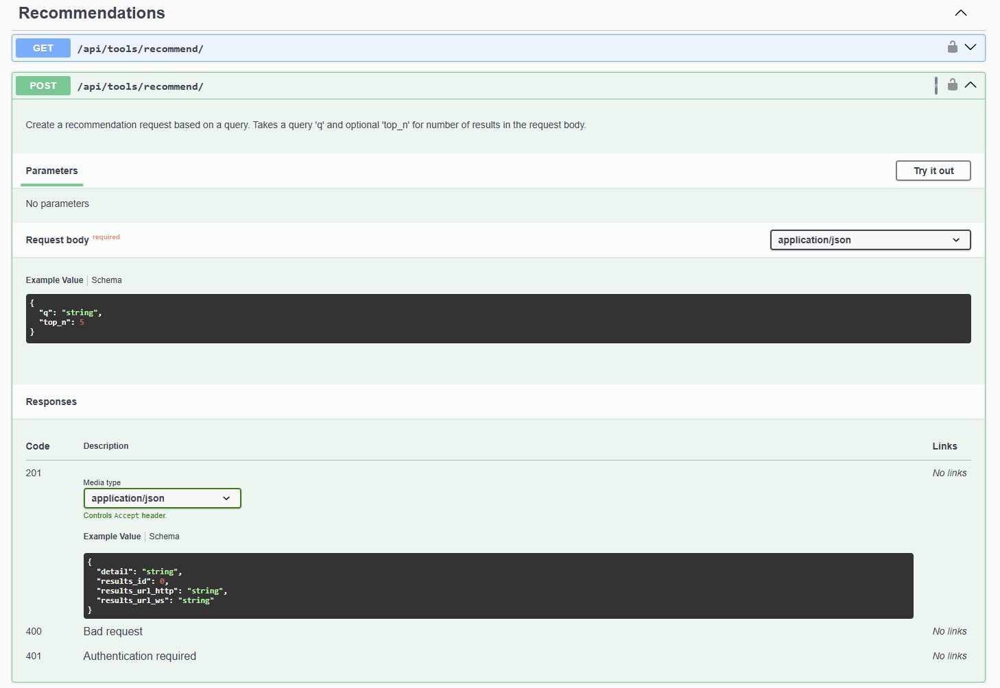 Recommendations
GET /api/tools/recommend/
POST /api/tools/recommend/
Create a recommendation request based on a query. Takes a query 'q' and optional 'top_n' for number of results in the request body.
Parameters
Try it out
No parameters
Request body required
application/json
Example Value Schema
{
"q": "string",
"top_n": 5
}
Responses
Code Description Links
201 No links
Media type
application/json
Controls Accept header.
Example Value Schema
{
"detail": "string",
"results_id": 0,
"results_url_http": "string",
"results_url_ws": "string"
}
400 Bad request No links
401 Authentication required No links